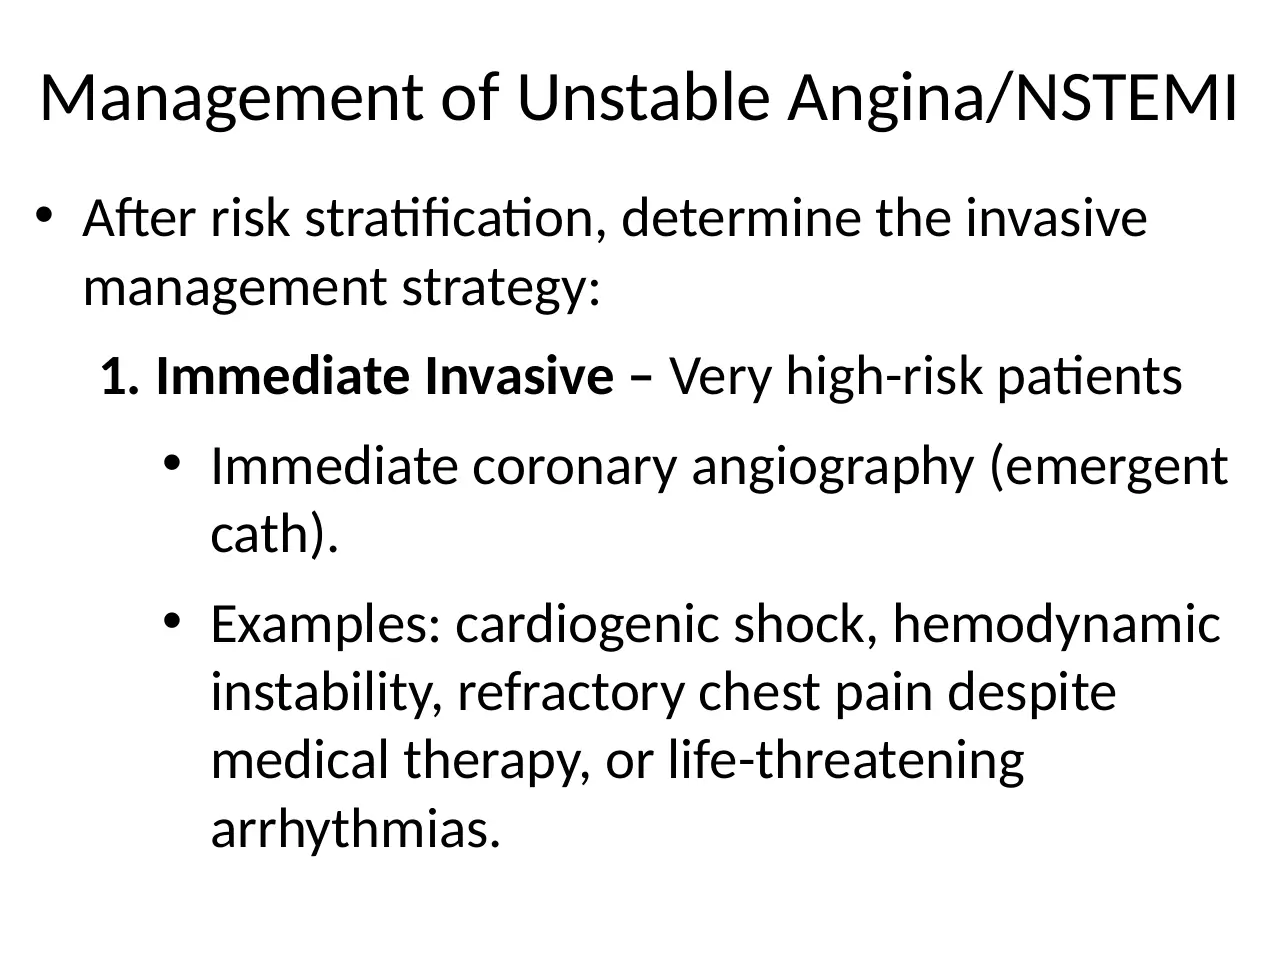 Management of Unstable Angina/NSTEMI
• After risk stratification, determine the invasive
management strategy:
1. Immediate Invasive – Very high-risk patients
• Immediate coronary angiography (emergent
cath).
• Examples: cardiogenic shock, hemodynamic
instability, refractory chest pain despite
medical therapy, or life-threatening
arrhythmias.